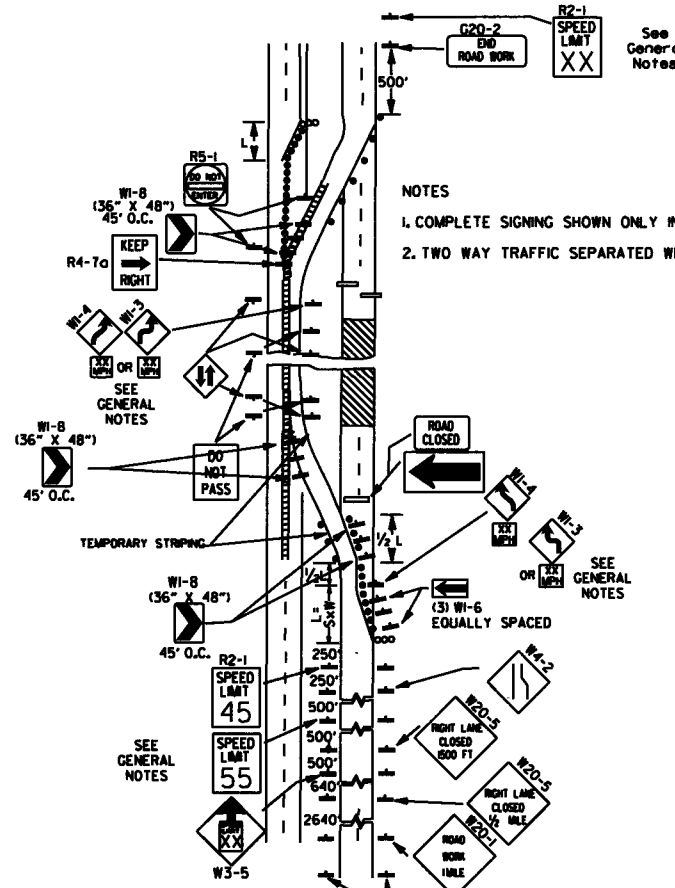 R2-1
SPEED
LIMIT
XX
See
General
Notes
G20-2
END
ROAD WORK
500'
L
R5-1
DO NOT
ENTER
W1-8
(36" X 48")
45' O.C.
KEEP
RIGHT
R4-7a
NOTES
1. COMPLETE SIGNING SHOWN ONLY
2. TWO WAY TRAFFIC SEPARATED
W1-4
W1-3
XX
MPH
OR
XX
MPH
SEE
GENERAL
NOTES
W1-8
(36" X 48")
45' O.C.
DO
NOT
PASS
ROAD
CLOSED
W1-4
XX
MPH
W1-3
OR
XX
MPH
SEE
GENERAL
NOTES
TEMPORARY STRIPING
1/2 L
1/2 L
L=
SxW
W1-8
(36" X 48")
45' O.C.
(3) W1-6
EQUALLY SPACED
R2-1
SPEED
LIMIT
45
250'
250'
500'
500'
500'
640'
2640'
W4-2
SEE
GENERAL
NOTES
SPEED
LIMIT
55
W20-5
RIGHT LANE
CLOSED
1500 FT
W20-5
RIGHT LANE
CLOSED
1/2 MILE
XX
W3-5
W20-1
ROAD
WORK
1 MILE